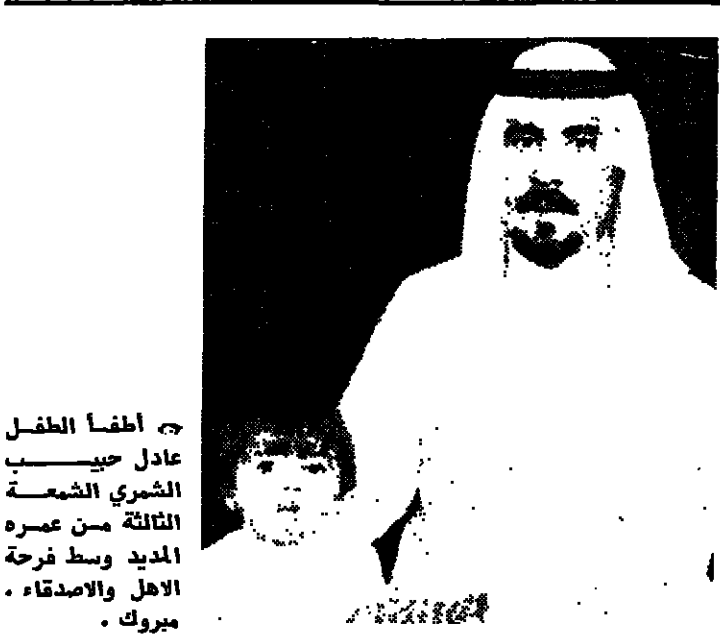 أطفأ الطفل
عادل حبيب
الشمري الشمعة
الثالثة من عمره
المديد وسط فرحة
الاهل والاصدقاء .
مبروك .